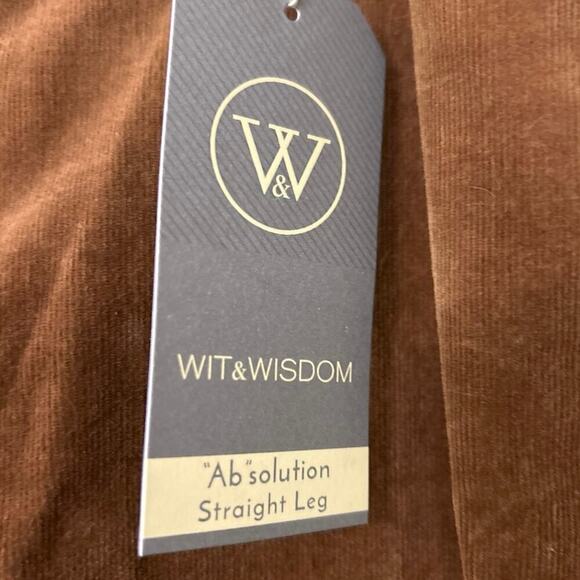 W&
WIT&WISDOM
"Ab"solution
Straight Leg